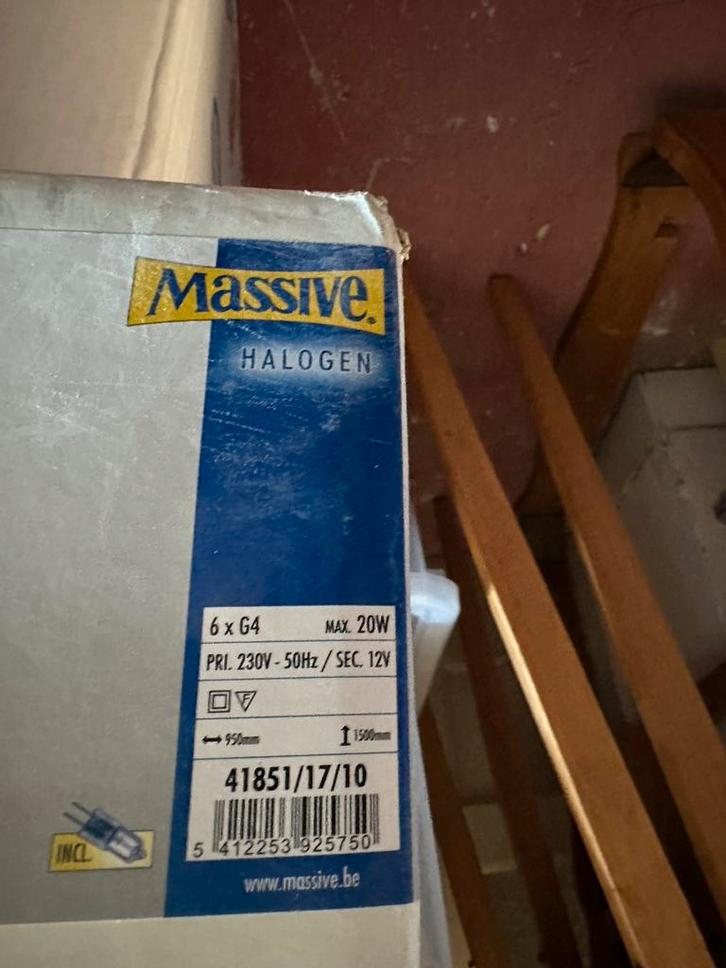 Massive.
HALOGEN
6 x G4 MAX. 20W
PRI. 230V - 50Hz / SEC. 12V
F
950mm 1500mm
41851/17/10
5 412253 925750
INCL.
www.massive.be